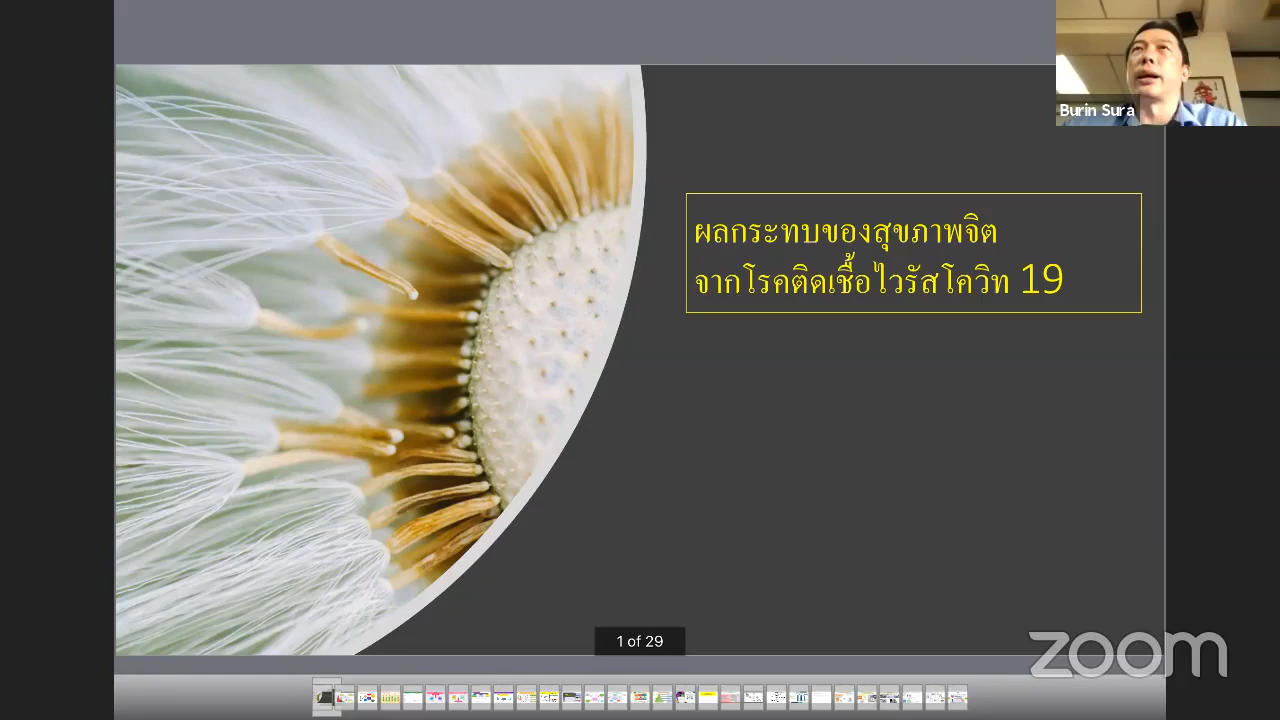 Burin Sura
ผลกระทบของสุขภาพจิต
จากโรคติดเชื้อไวรัสโควิท 19
1 of 29
zoom